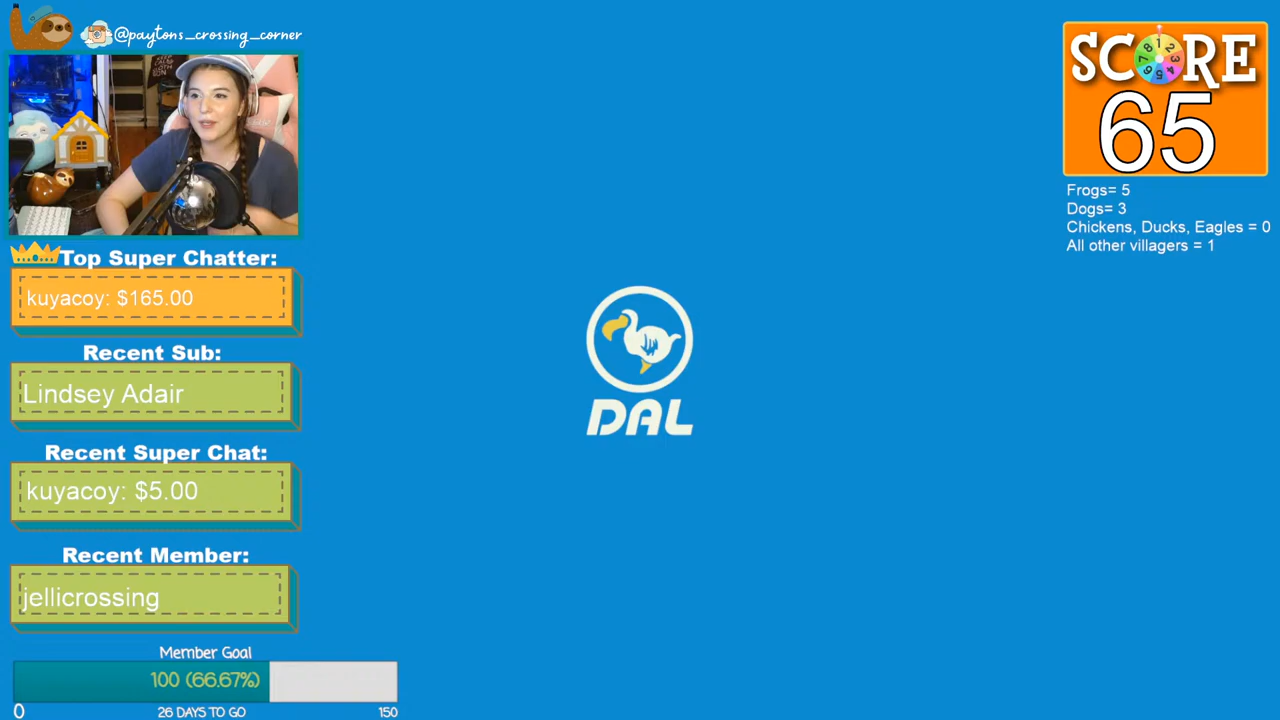 @paytons_crossing_corner
SCORE
65
Frogs= 5
Dogs= 3
Chickens, Ducks, Eagles = 0
All other villagers = 1
Top Super Chatter:
kuyacoy: $165.00
Recent Sub:
Lindsey Adair
Recent Super Chat:
kuyacoy: $5.00
Recent Member:
jellicrossing
Member Goal
100 (66.67%)
0 26 DAYS TO GO 150
DAL